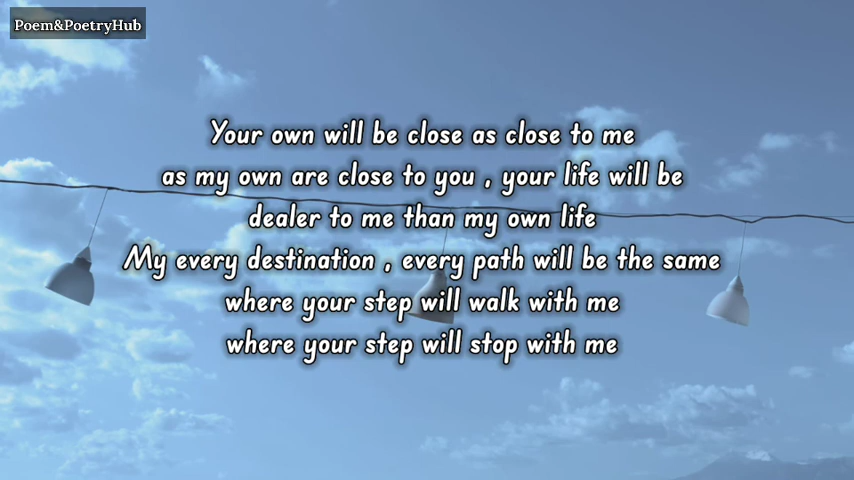 Poem&PoetryHub
Your own will be close as close to me
as my own are close to you , your life will be
dealer to me than my own life
My every destination , every path will be the same
where your step will walk with me
where your step will stop with me